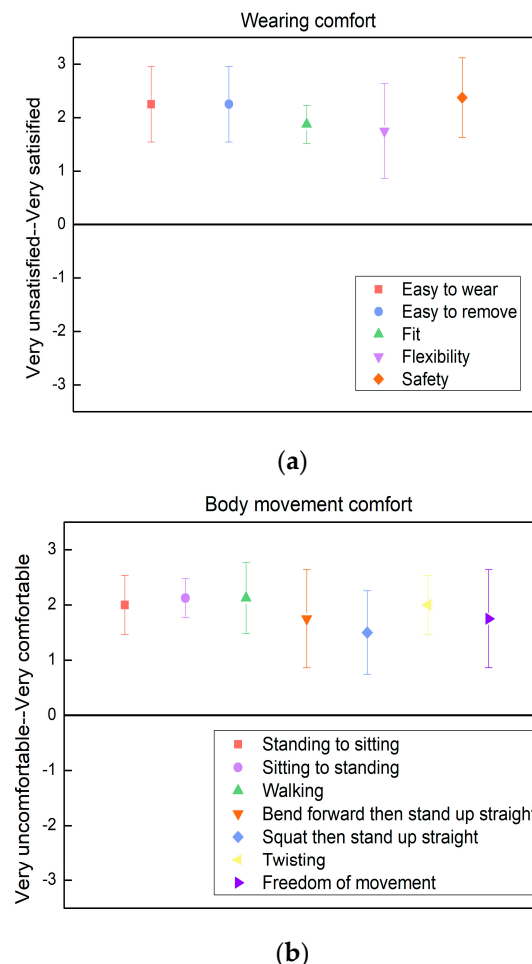 Wearing comfort
Very unsatisfied--Very satisified
3
2
1
0
-1
-2
-3
Easy to wear
Easy to remove
Fit
Flexibility
Safety
(a)
Body movement comfort
Very uncomfortable--Very comfortable
3
2
1
0
-1
-2
-3
Standing to sitting
Sitting to standing
Walking
Bend forward then stand up straight
Squat then stand up straight
Twisting
Freedom of movement
(b)